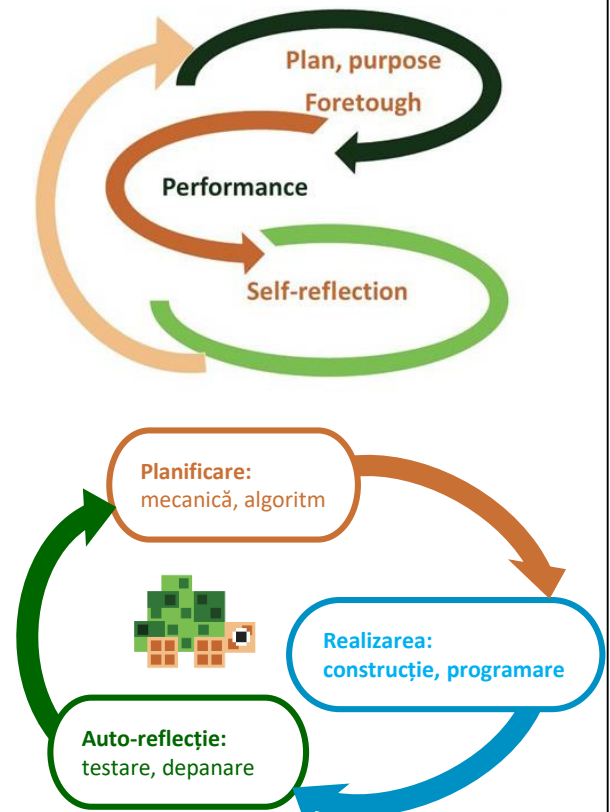 Plan, purpose
Foretough
Performance
Self-reflection
Planificare:
mecanică, algoritm
Realizarea:
construcție, programare
Auto-reflecție:
testare, depanare